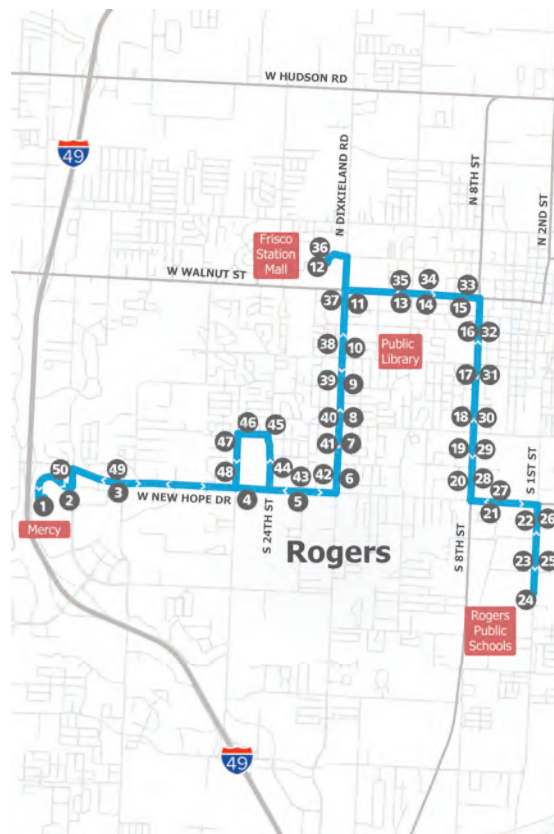 W HUDSON RD
49
N DIXKIELAND RD
N 8TH ST
N 2ND ST
Frisco
Station
Mall
36
12
W WALNUT ST
35
34
33
37
11
13
14
15
38
10
Public
Library
16
32
39
9
17
31
40
8
18
30
46
45
47
41
7
19
29
50
49
48
44
43
42
6
20
28
27
S 1ST ST
1
2
3
W NEW HOPE DR
4
5
21
22
26
Mercy
S 24TH ST
Rogers
S 8TH ST
23
25
24
Rogers
Public
Schools
49